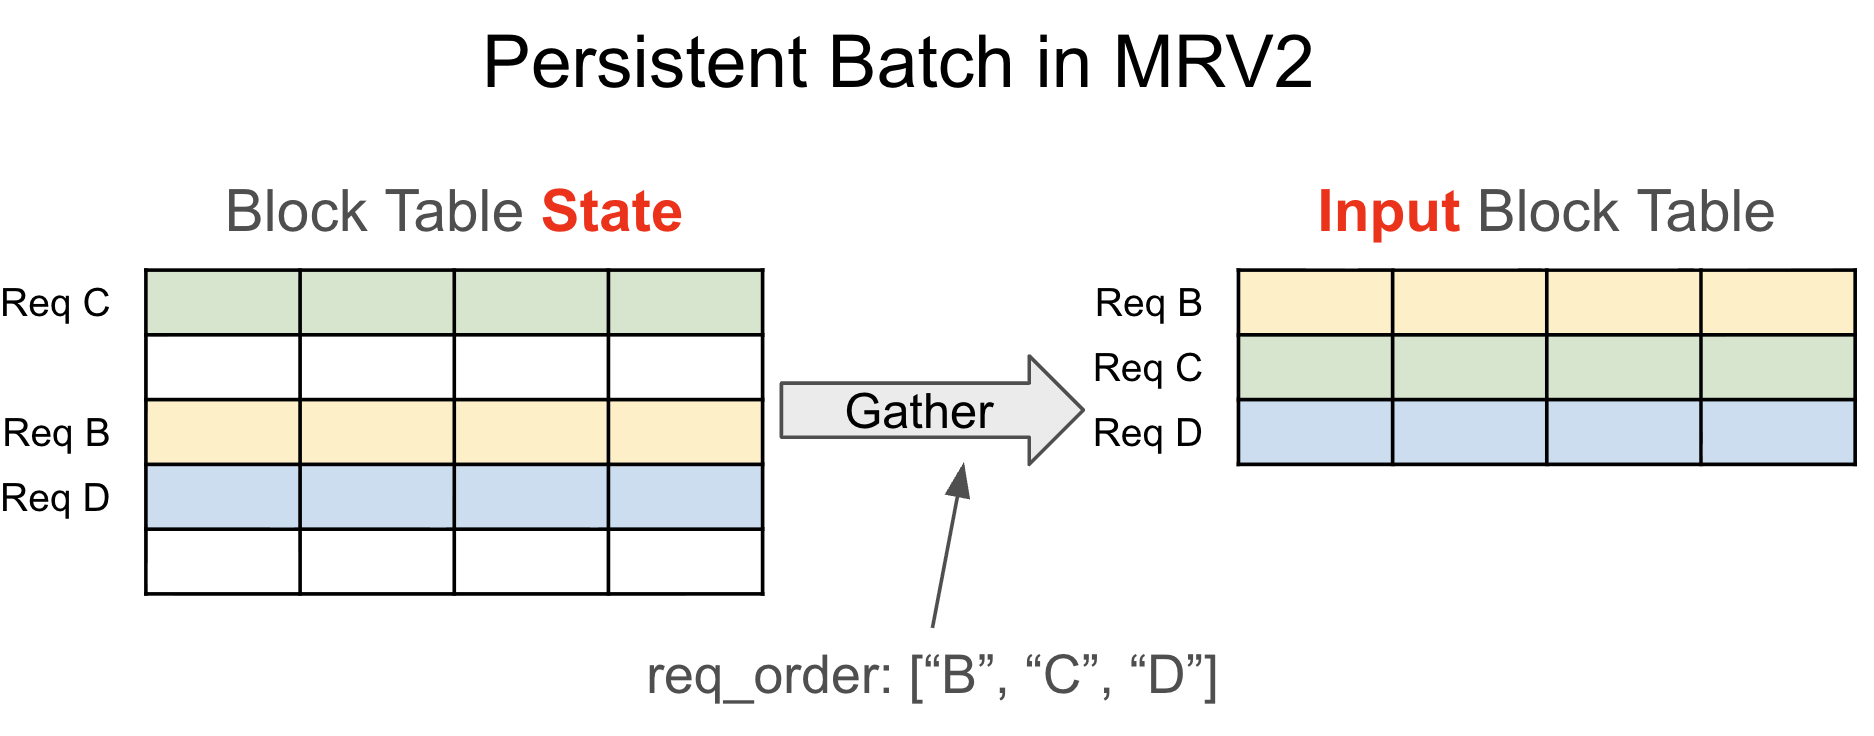 Persistent Batch in MRV2
Block Table State
Req C
Req B
Req D
Gather
Input Block Table
Req B
Req C
Req D
req_order: [“B”, “C”, “D”]